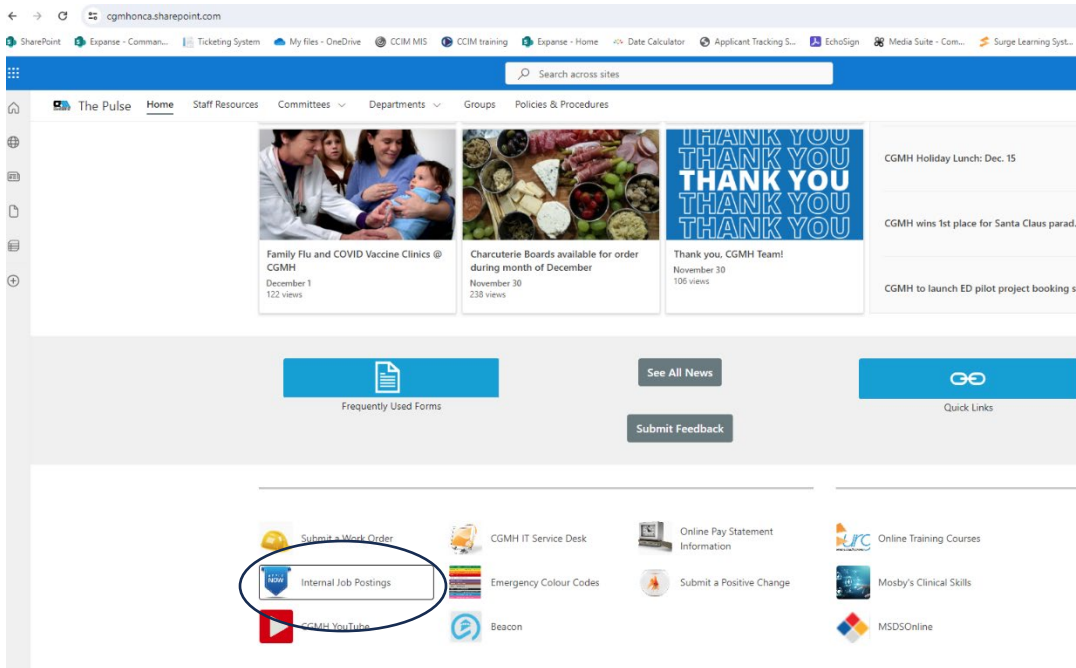 cgmhonca.sharepoint.com
SharePoint Expanse - Comman... Ticketing System My files - OneDrive CCIM MIS CCIM training Expanse - Home Date Calculator Applicant Tracking S... EchoSign Media Suite - Com... Surge Learning Syst...
Search across sites
The Pulse Home Staff Resources Committees Departments Groups Policies & Procedures
THANK YOU
THANK YOU
THANK YOU
THANK YOU
THANK YOU
Family Flu and COVID Vaccine Clinics @
CGMH
December 1
122 views
Charcuterie Boards available for order
during month of December
November 30
238 views
Thank you, CGMH Team!
November 30
106 views
CGMH Holiday Lunch: Dec. 15
CGMH wins 1st place for Santa Claus parad.
CGMH to launch ED pilot project booking s
Frequently Used Forms
See All News
Submit Feedback
Quick Links
Submit a Work Order
CGMH IT Service Desk
Online Pay Statement
Information
Online Training Courses
NOW
Internal Job Postings
Emergency Colour Codes
Submit a Positive Change
Mosby's Clinical Skills
CGMH YouTube
Beacon
MSDSOnline